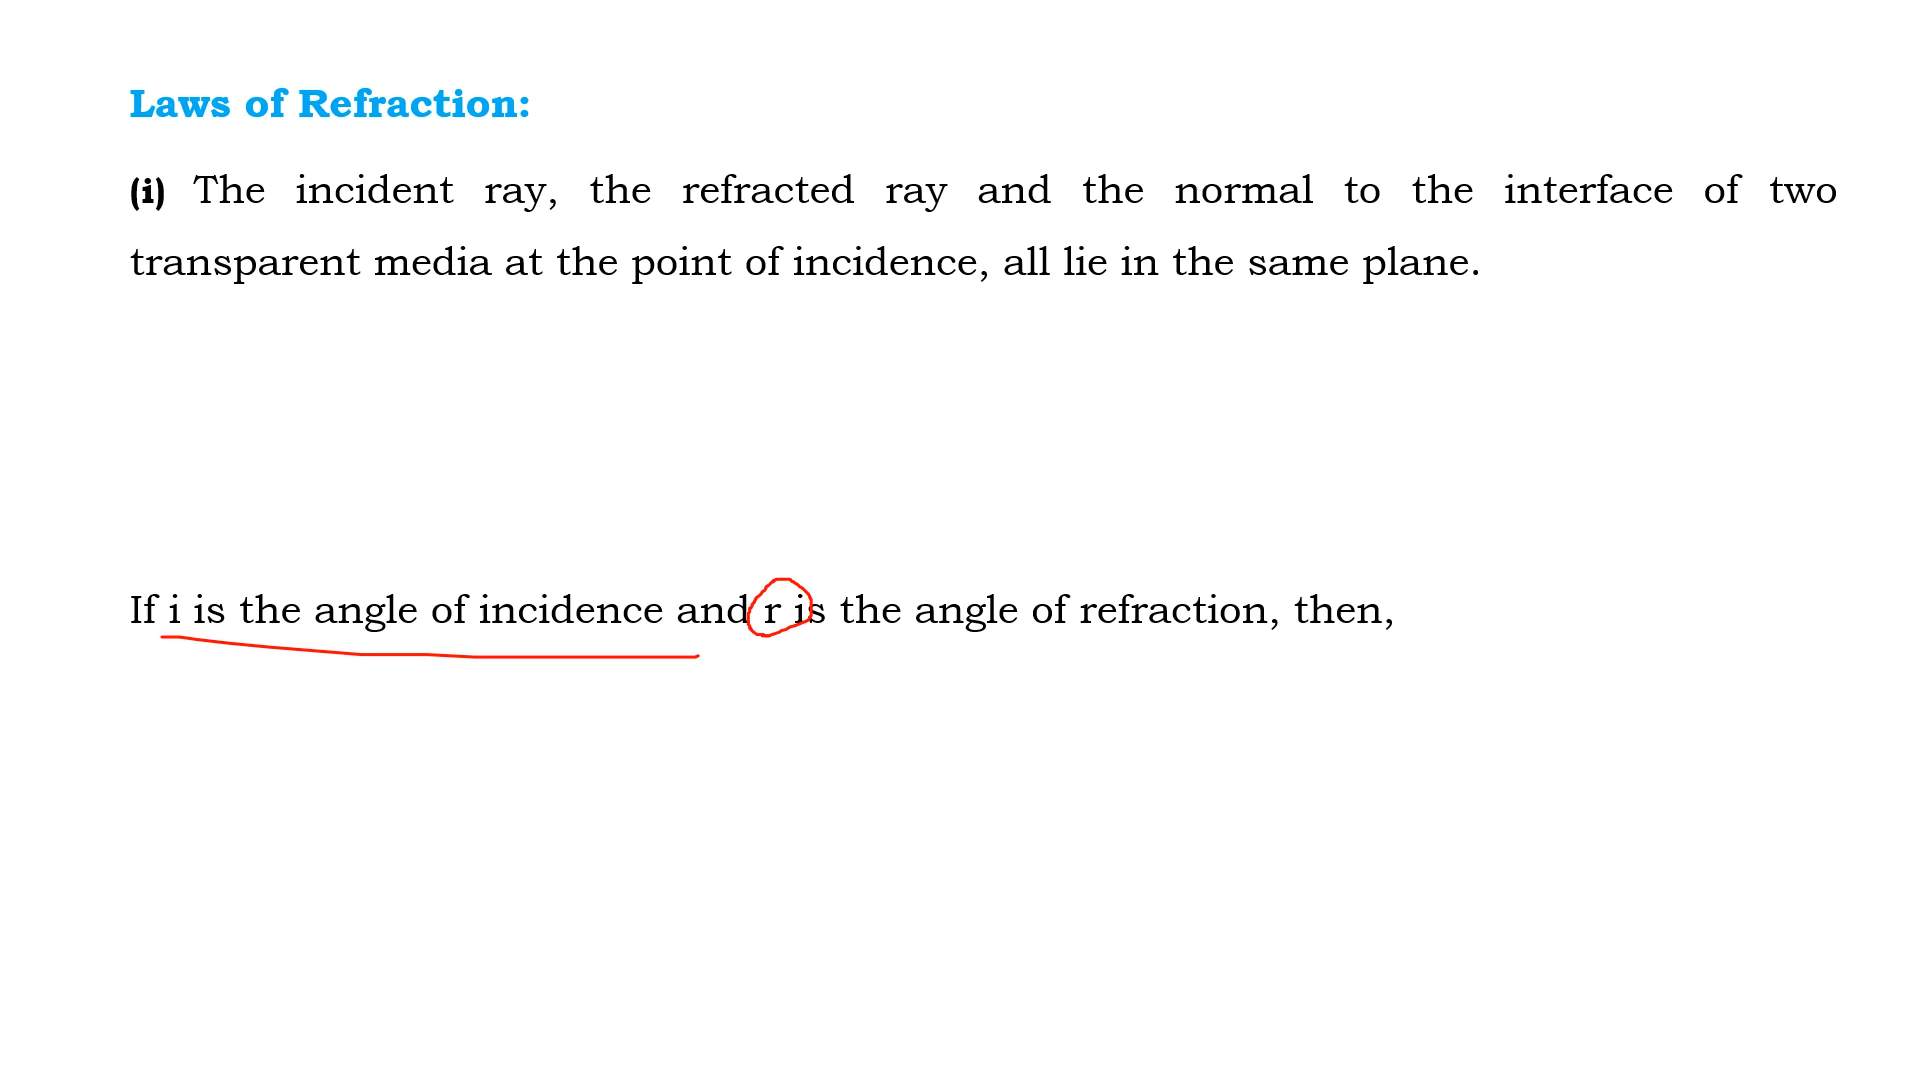 Laws of Refraction:
(i) The incident ray, the refracted ray and the normal to the interface of two
transparent media at the point of incidence, all lie in the same plane.
If i is the angle of incidence and r is the angle of refraction, then,